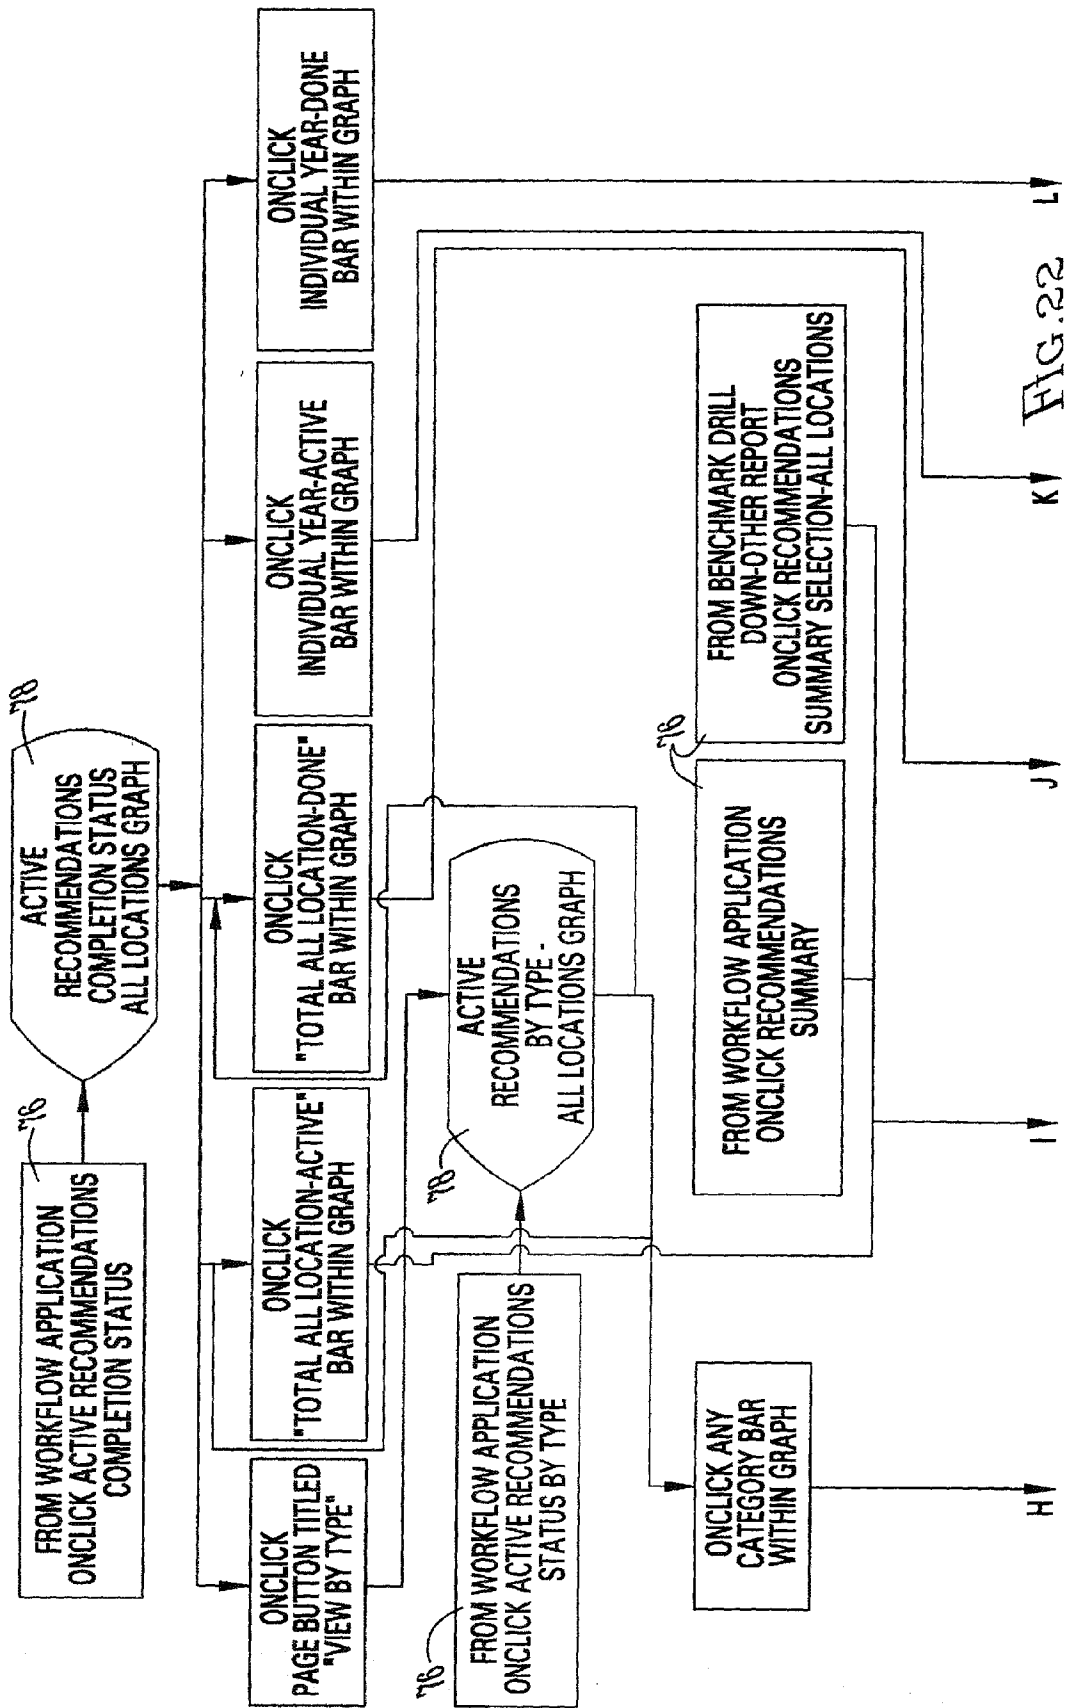 FROM WORKFLOW APPLICATION
ONCLICK ACTIVE RECOMMENDATIONS
COMPLETION STATUS
76
ACTIVE
RECOMMENDATIONS
COMPLETION STATUS
ALL LOCATIONS GRAPH
78
ONCLICK
PAGE BUTTON TITLED
"VIEW BY TYPE"
ONCLICK
"TOTAL ALL LOCATION-ACTIVE"
BAR WITHIN GRAPH
ONCLICK
"TOTAL ALL LOCATION-DONE"
BAR WITHIN GRAPH
ONCLICK
INDIVIDUAL YEAR-ACTIVE
BAR WITHIN GRAPH
ONCLICK
INDIVIDUAL YEAR-DONE
BAR WITHIN GRAPH
76
FROM WORKFLOW APPLICATION
ONCLICK ACTIVE RECOMMENDATIONS
STATUS BY TYPE
78
ACTIVE
RECOMMENDATIONS
BY TYPE -
ALL LOCATIONS GRAPH
ONCLICK ANY
CATEGORY BAR
WITHIN GRAPH
FROM WORKFLOW APPLICATION
ONCLICK RECOMMENDATIONS
SUMMARY
76
FROM BENCHMARK DRILL
DOWN-OTHER REPORT
ONCLICK RECOMMENDATIONS
SUMMARY SELECTION-ALL LOCATIONS
H
I
J
K
L
FIG.22